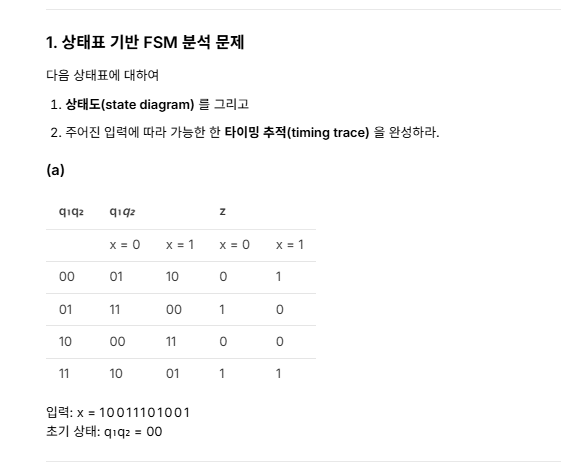 1. 상태표 기반 FSM 분석 문제
다음 상태표에 대하여
1. 상태도(state diagram) 를 그리고
2. 주어진 입력에 따라 가능한 한 타이밍 추적(timing trace) 을 완성하라.
(a)
q₁q₂ q₁q₂ z
x = 0 x = 1 x = 0 x = 1
00 01 10 0 1
01 11 00 1 0
10 00 11 0 0
11 10 01 1 1
입력: x = 1 0 0 1 1 1 0 1 0 0 1
초기 상태: q₁q₂ = 00